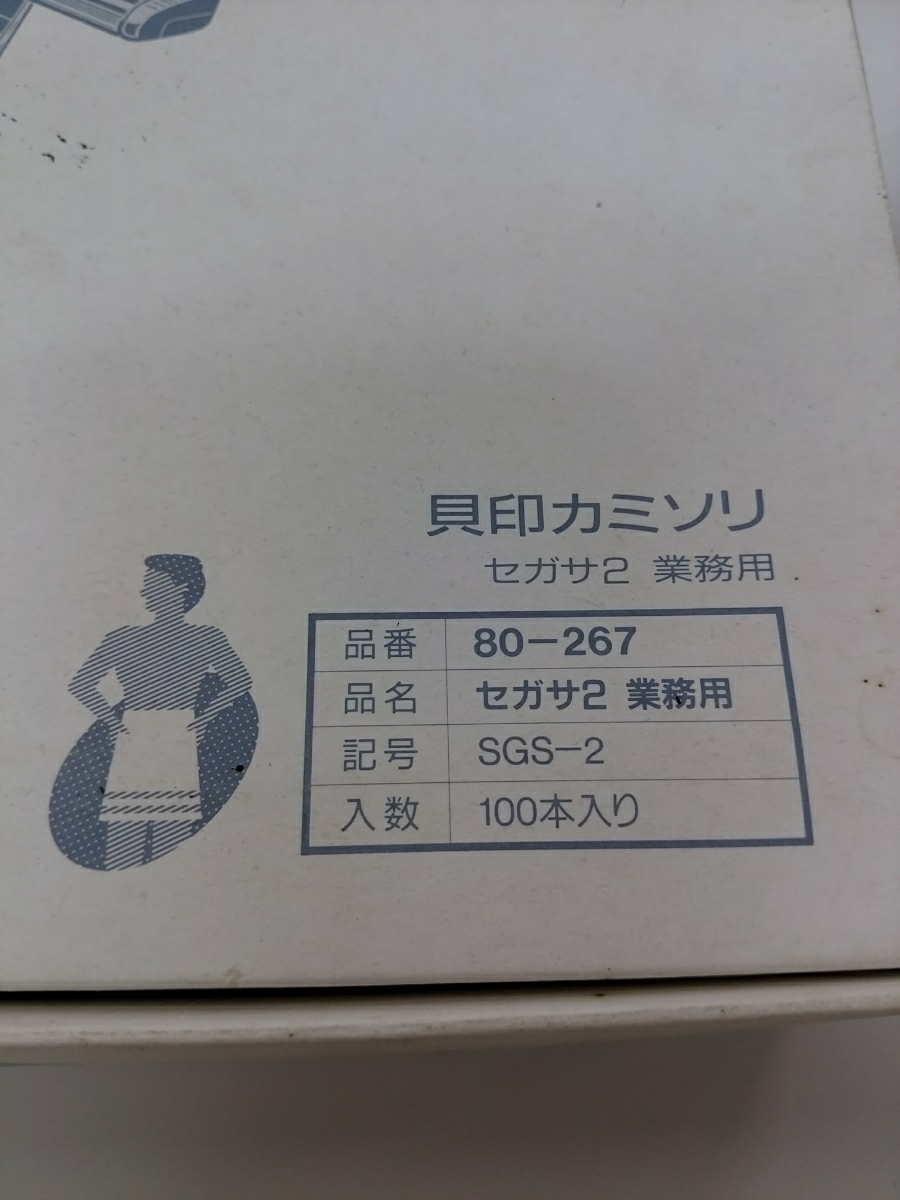 貝印カミソリ
セガサ2 業務用
品番 80-267
品名 セガサ2 業務用
記号 SGS-2
入数 100本入り